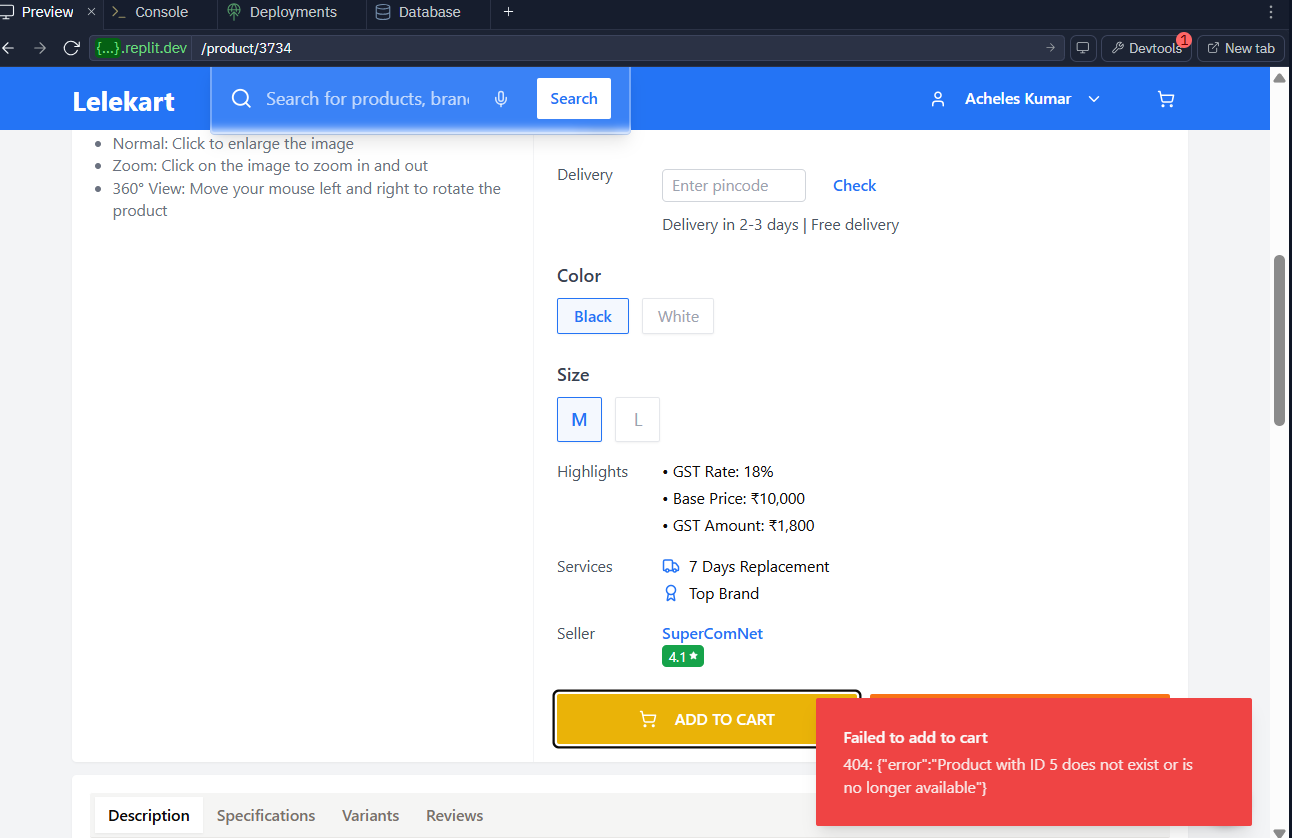 Preview
Console
Deployments
Database
{...}.replit.dev
/product/3734
Devtools
1
New tab
Lelekart
Search for products, bran
Search
Acheles Kumar
• Normal: Click to enlarge the image
• Zoom: Click on the image to zoom in and out
• 360° View: Move your mouse left and right to rotate the
product
Delivery
Enter pincode
Check
Delivery in 2-3 days | Free delivery
Color
Black
White
Size
M
L
Highlights
• GST Rate: 18%
• Base Price: ₹10,000
• GST Amount: ₹1,800
Services
7 Days Replacement
Top Brand
Seller
SuperComNet
4.1★
ADD TO CART
Failed to add to cart
404: {"error":"Product with ID 5 does not exist or is
no longer available"}
Description
Specifications
Variants
Reviews